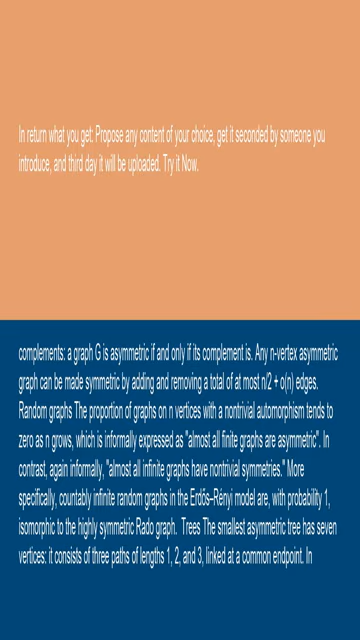 In return what you get: Propose any content of your choice, get it seconded by someone you
introduce, and third day it will be uploaded. Try it Now.
complements: a graph G is asymmetric if and only if its complement is. Any n-vertex asymmetric
graph can be made symmetric by adding and removing a total of at most n/2 + o(n) edges.
Random graphs The proportion of graphs on n vertices with a nontrivial automorphism tends to
zero as n grows, which is informally expressed as "almost all finite graphs are asymmetric". In
contrast, again informally, "almost all infinite graphs have nontrivial symmetries." More
specifically, countably infinite random graphs in the Erdős–Rényi model are, with probability 1,
isomorphic to the highly symmetric Rado graph.  Trees The smallest asymmetric tree has seven
vertices: it consists of three paths of lengths 1, 2, and 3, linked at a common endpoint. In